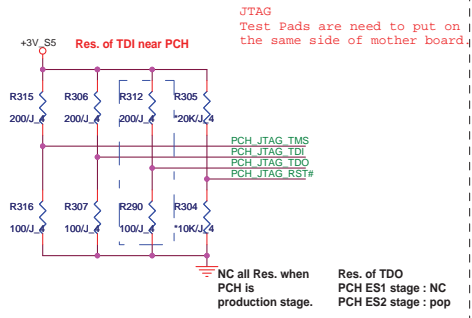 JTAG
Test Pads are need to put on
the same side of mother board.
+3V_S5
Res. of TDI near PCH
R315 R306 R312 R305
200/J_4 200/J_4 200/J_4 *20K/J_4
PCH_JTAG_TMS
PCH_JTAG_TDI
PCH_JTAG_TDO
PCH_JTAG_RST#
R316 R307 R290 R304
100/J_4 100/J_4 100/J_4 *10K/J_4
NC all Res. when
PCH is
production stage.
Res. of TDO
PCH ES1 stage : NC
PCH ES2 stage : pop